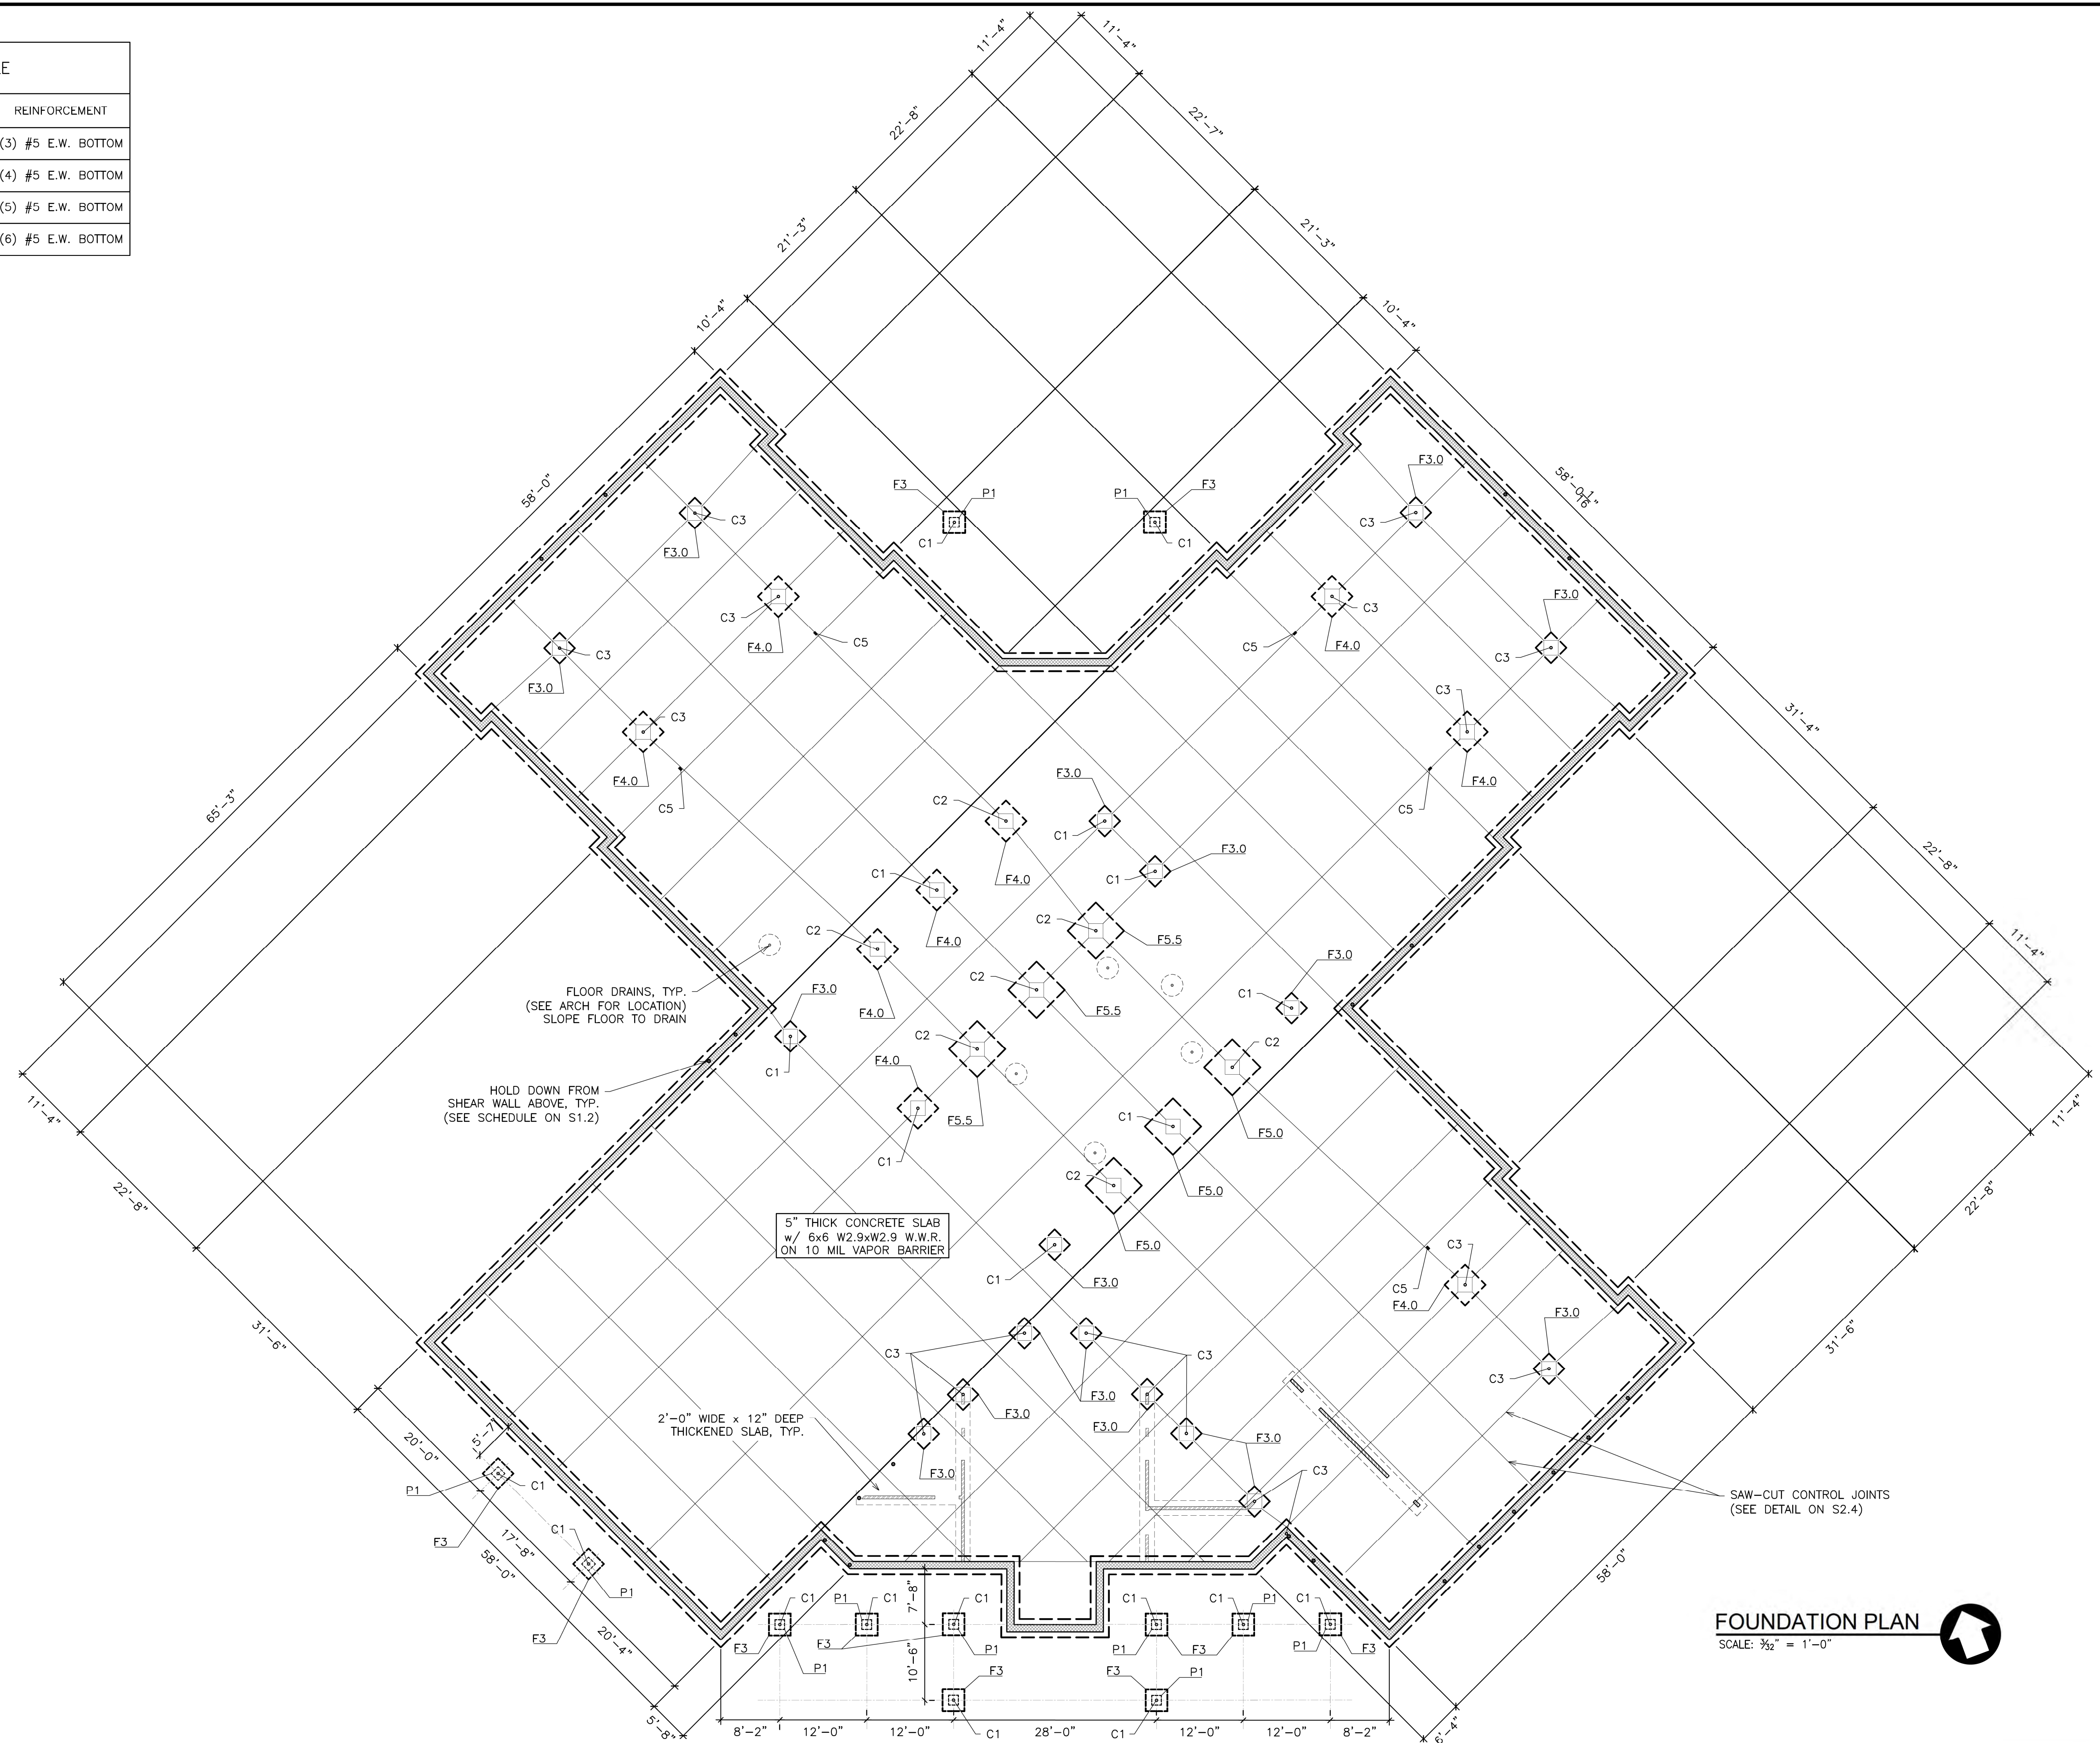 LE
REINFORCEMENT
(3) #5 E.W. BOTTOM
(4) #5 E.W. BOTTOM
(5) #5 E.W. BOTTOM
(6) #5 E.W. BOTTOM
11'-4"
11'-4"
22'-8"
22'-7"
21'-3"
21'-3"
10'-4"
10'-4"
58'-0"
58'-0 1/16"
F3
P1
C1
P1
F3
C1
F3.0
C3
C3
F3.0
C3
F4.0
C5
C3
F4.0
C5
C3
F3.0
F3.0
C3
C3
F4.0
C5
C3
F4.0
C5
65'-3"
31'-4"
22'-8"
11'-4"
C2
F4.0
F3.0
C1
C1
F3.0
C1
F4.0
C2
F5.5
C2
F4.0
C2
F5.5
FLOOR DRAINS, TYP.
(SEE ARCH FOR LOCATION)
SLOPE FLOOR TO DRAIN
F3.0
C1
F3.0
C1
C2
F5.5
C2
F5.0
HOLD DOWN FROM
SHEAR WALL ABOVE, TYP.
(SEE SCHEDULE ON S1.2)
F4.0
C1
C1
F5.0
C2
F5.0
11'-4"
22'-8"
31'-6"
11'-4"
22'-8"
31'-6"
58'-0"
5" THICK CONCRETE SLAB
w/ 6x6 W2.9xW2.9 W.W.R.
ON 10 MIL VAPOR BARRIER
C1
F3.0
C3
C5
F4.0
F3.0
C3
C3
C3
F3.0
F3.0
F3.0
F3.0
F3.0
C3
2'-0" WIDE x 12" DEEP
THICKENED SLAB, TYP.
SAW-CUT CONTROL JOINTS
(SEE DETAIL ON S2.4)
5'-7"
20'-0"
17'-8"
58'-0"
20'-4"
5'-8"
P1
C1
F3
C1
P1
F3
C1
P1
C1
C1
7'-8"
C1
C1
P1
C1
F3
F3
P1
P1
P1
F3
P1
F3
10'-6"
F3
C1
F3
P1
C1
8'-2"
12'-0"
12'-0"
28'-0"
12'-0"
12'-0"
8'-2"
6'-4"
FOUNDATION PLAN
SCALE: 3/32" = 1'-0"